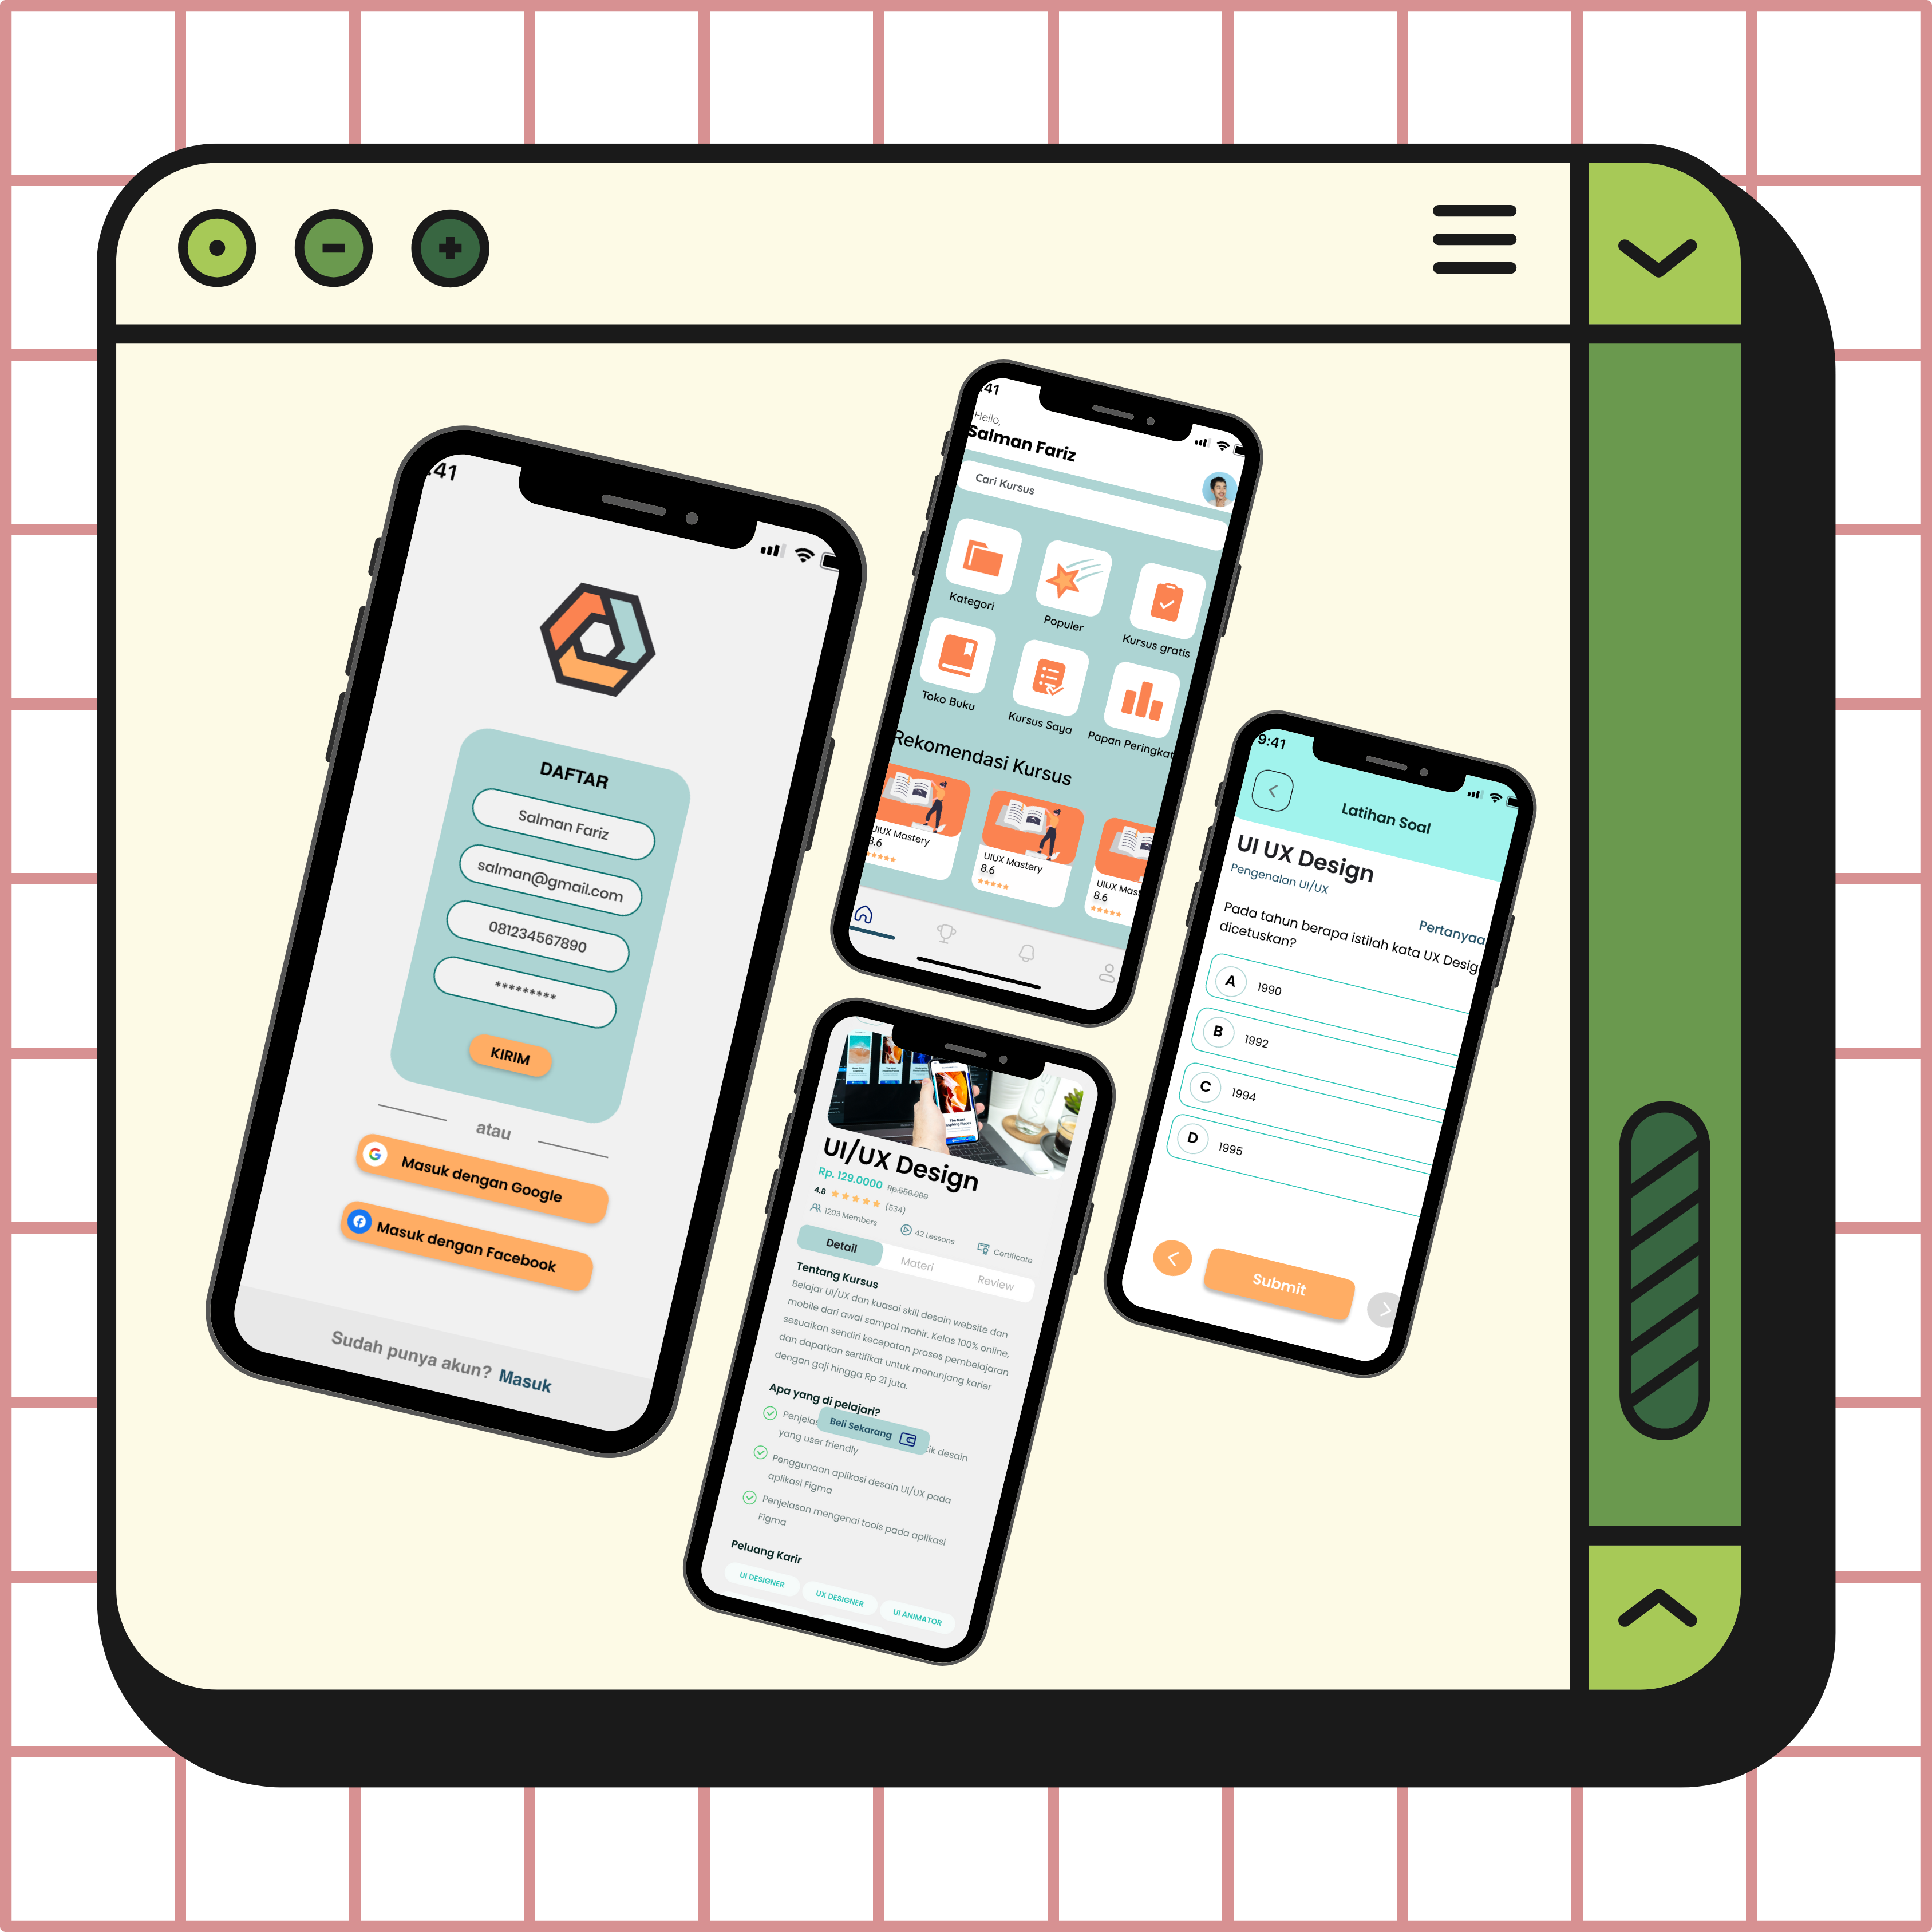 :41
DAFTAR
Salman Fariz
salman@gmail.com
081234567890
*********
KIRIM
atau
Masuk dengan Google
Masuk dengan Facebook
Sudah punya akun? Masuk
:41
Hello,
Salman Fariz
Cari Kursus
Kategori
Populer
Kursus gratis
Toko Buku
Kursus Saya
Papan Peringkat
Rekomendasi Kursus
UIUX Mastery
8.6
UIUX Mastery
8.6
UIUX Mast
8.6
UI/UX Design
Rp. 129.0000 Rp.550.000
4.8 (534)
1203 Members
42 Lessons
Certificate
Detail
Materi
Review
Tentang Kursus
Belajar UI/UX dan kuasai skill desain website dan
mobile dari awal sampai mahir. Kelas 100% online,
sesuaikan sendiri kecepatan proses pembelajaran
dan dapatkan sertifikat untuk menunjang karier
dengan gaji hingga Rp 21 juta.
Apa yang di pelajari?
Beli Sekarang
desain
yang user friendly
Penggunaan aplikasi desain UI/UX pada
aplikasi Figma
Penjelasan mengenai tools pada aplikasi
Figma
Peluang Karir
UI DESIGNER
UX DESIGNER
UI ANIMATOR
9:41
Latihan Soal
UI UX Design
Pengenalan UI/UX
Pertanyaa
Pada tahun berapa istilah kata UX Desig
dicetuskan?
A 1990
B 1992
C 1994
D 1995
Submit